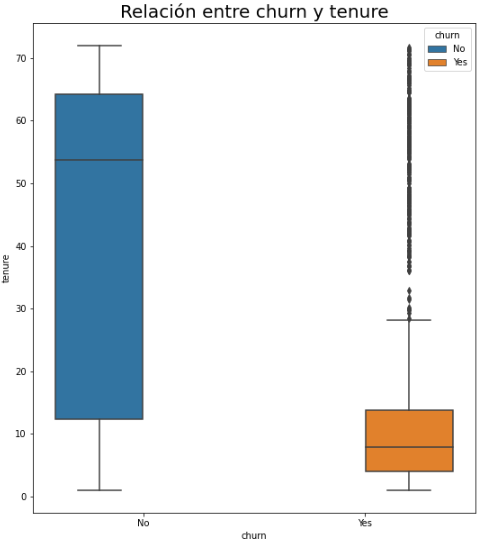 Relación entre churn y tenure
churn
No
Yes
70
60
50
40
30
20
10
0
tenure
No
Yes
churn